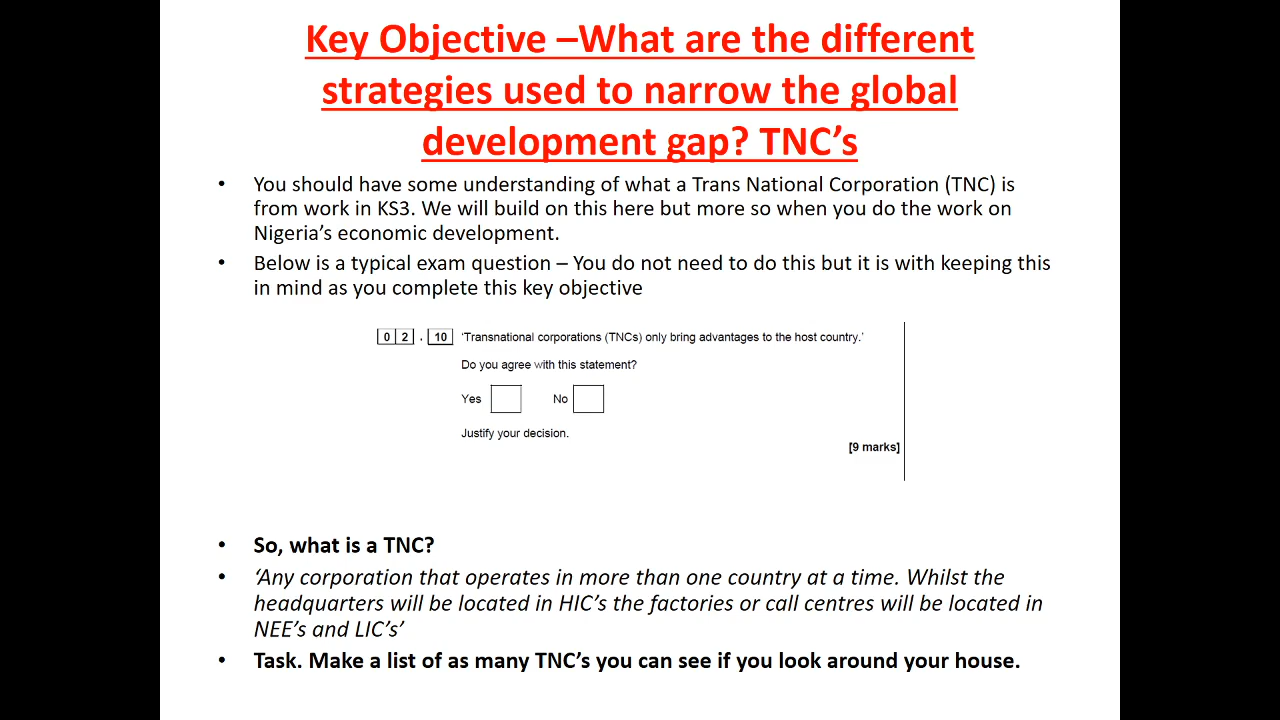 Key Objective –What are the different
strategies used to narrow the global
development gap? TNC’s
• You should have some understanding of what a Trans National Corporation (TNC) is
from work in KS3. We will build on this here but more so when you do the work on
Nigeria’s economic development.
• Below is a typical exam question – You do not need to do this but it is with keeping this
in mind as you complete this key objective
0 2 . 10 ‘Transnational corporations (TNCs) only bring advantages to the host country.’
Do you agree with this statement?
Yes No
Justify your decision.
[9 marks]
• So, what is a TNC?
• ‘Any corporation that operates in more than one country at a time. Whilst the
headquarters will be located in HIC’s the factories or call centres will be located in
NEE’s and LIC’s’
• Task. Make a list of as many TNC’s you can see if you look around your house.